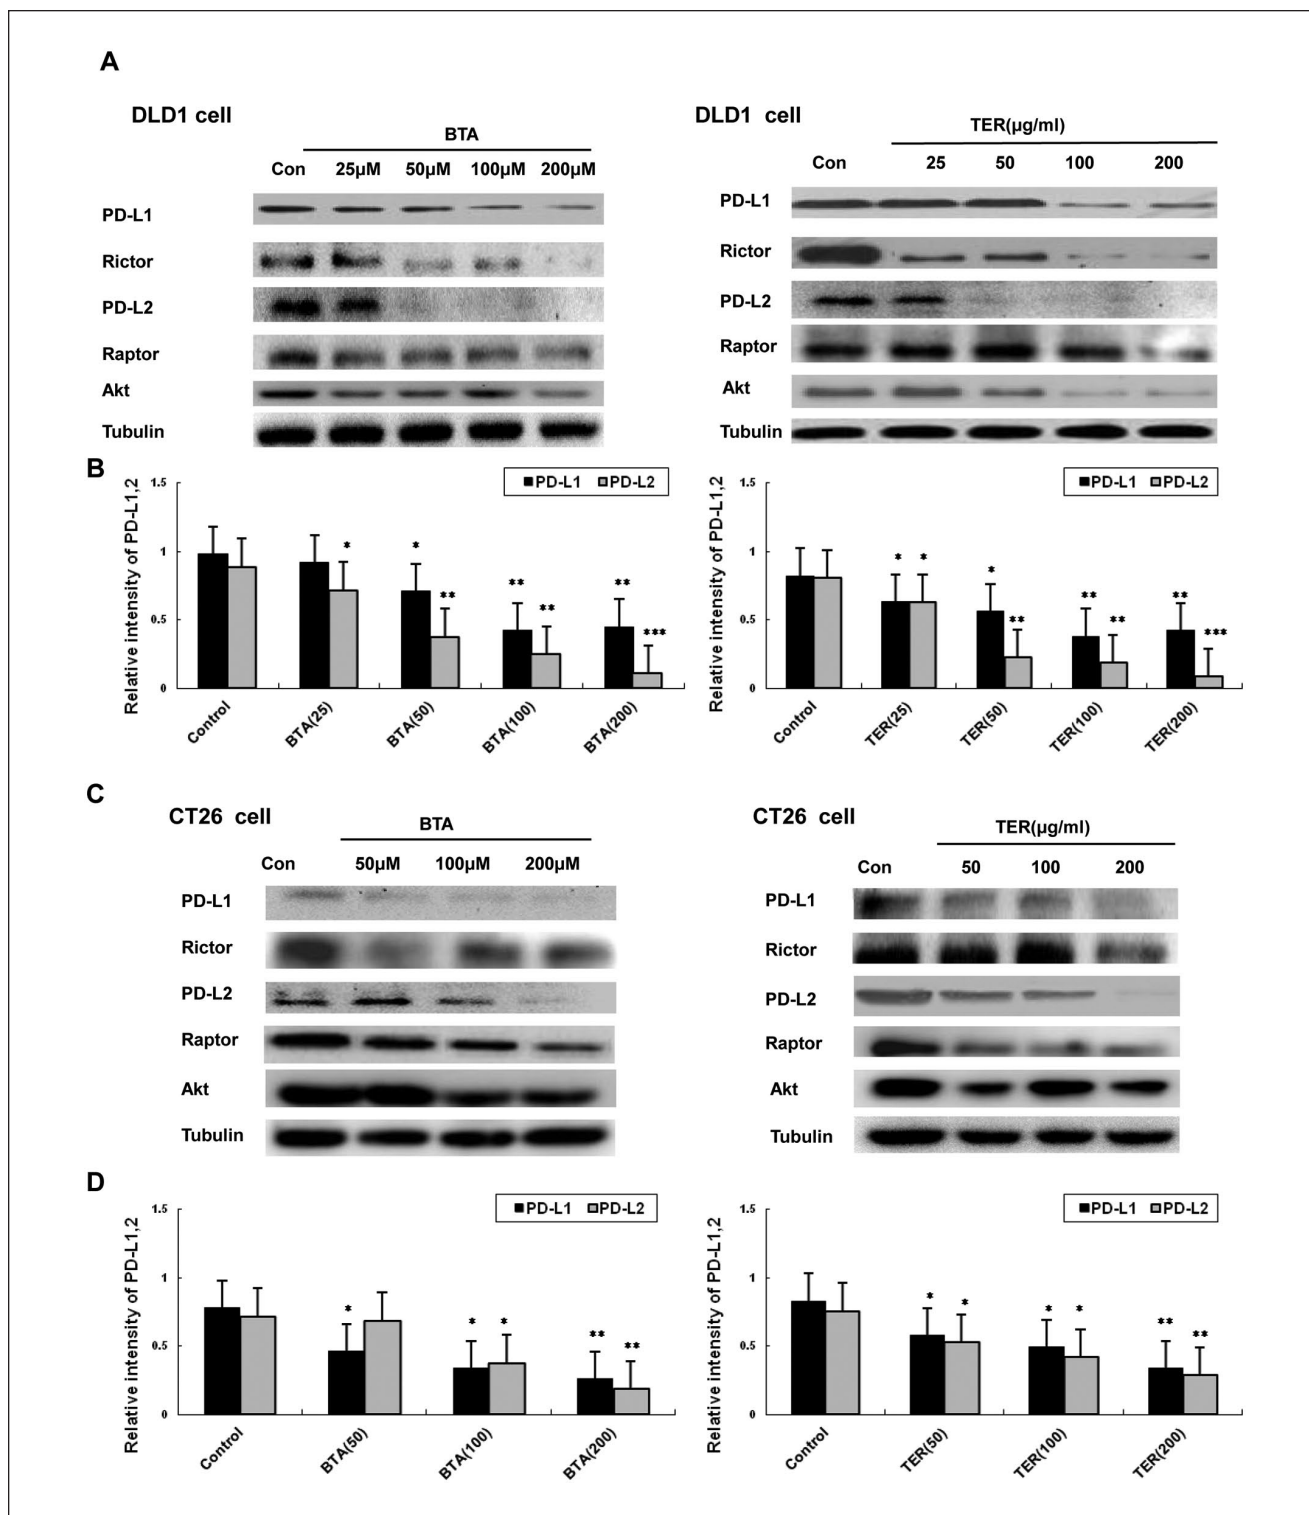 A
DLD1 cell
BTA
Con 25µM 50µM 100µM 200µM
PD-L1
Rictor
PD-L2
Raptor
Akt
Tubulin
DLD1 cell
TER(µg/ml)
Con 25 50 100 200
PD-L1
Rictor
PD-L2
Raptor
Akt
Tubulin
B
Relative intensity of PD-L1,2
1.5
1
0.5
0
PD-L1 PD-L2
* * ** ** ** ** ***
Control BTA(25) BTA(50) BTA(100) BTA(200)
Relative intensity of PD-L1,2
1.5
1
0.5
0
PD-L1 PD-L2
* * * ** ** ** ** ***
Control TER(25) TER(50) TER(100) TER(200)
C
CT26 cell
BTA
Con 50µM 100µM 200µM
PD-L1
Rictor
PD-L2
Raptor
Akt
Tubulin
CT26 cell
TER(µg/ml)
Con 50 100 200
PD-L1
Rictor
PD-L2
Raptor
Akt
Tubulin
D
Relative intensity of PD-L1,2
1.5
1
0.5
0
PD-L1 PD-L2
* * * ** **
Control BTA(50) BTA(100) BTA(200)
Relative intensity of PD-L1,2
1.5
1
0.5
0
PD-L1 PD-L2
* * * * ** **
Control TER(50) TER(100) TER(200)